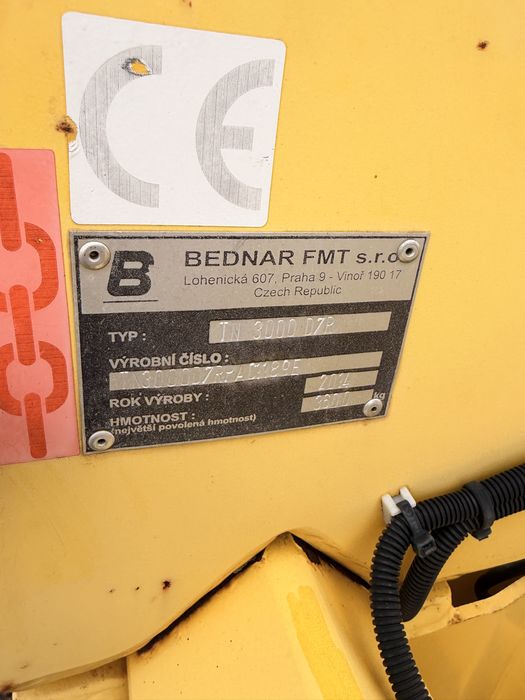 CE
B
BEDNAR FMT s.r.o
Lohenická 607, Praha 9 - Vinoř 190 17
Czech Republic
TYP : TN 3000 DZR
VÝROBNÍ ČÍSLO :
ROK VÝROBY : 2014
HMOTNOST : 3600 kg
(největší povolená hmotnost)